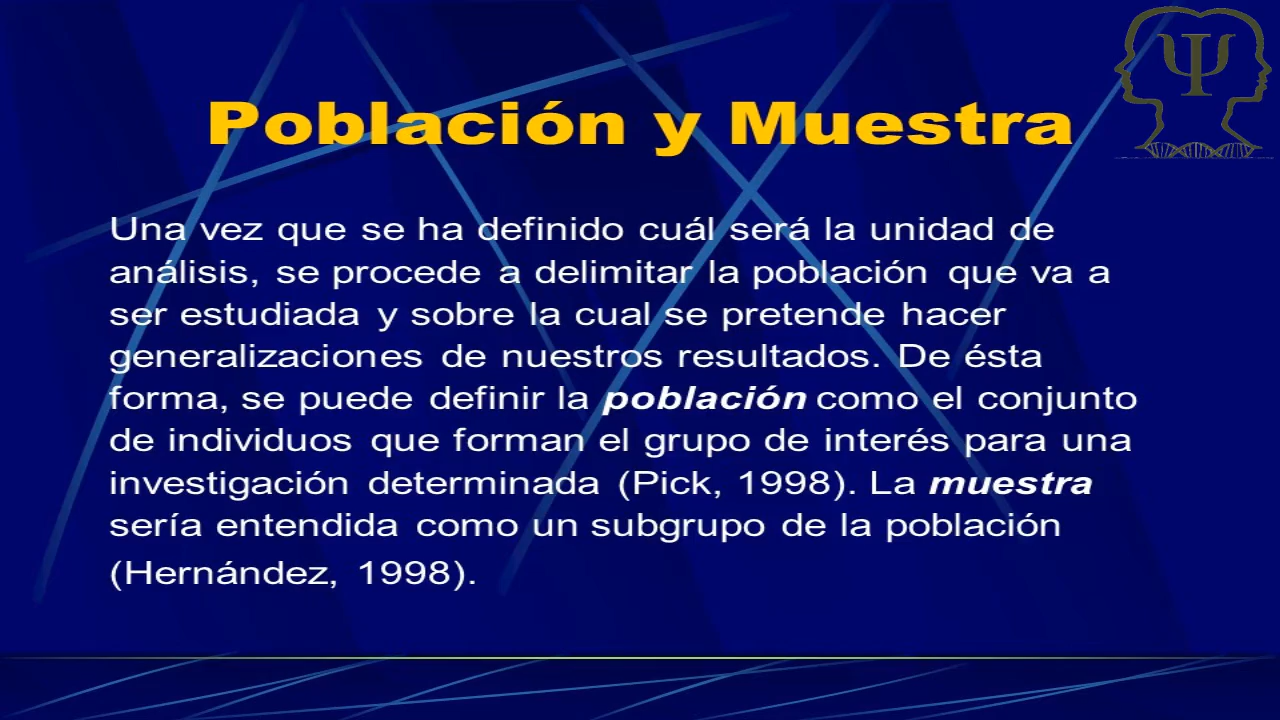 Población y Muestra
Una vez que se ha definido cuál será la unidad de
análisis, se procede a delimitar la población que va a
ser estudiada y sobre la cual se pretende hacer
generalizaciones de nuestros resultados. De ésta
forma, se puede definir la población como el conjunto
de individuos que forman el grupo de interés para una
investigación determinada (Pick, 1998). La muestra
sería entendida como un subgrupo de la población
(Hernández, 1998).
Ψ